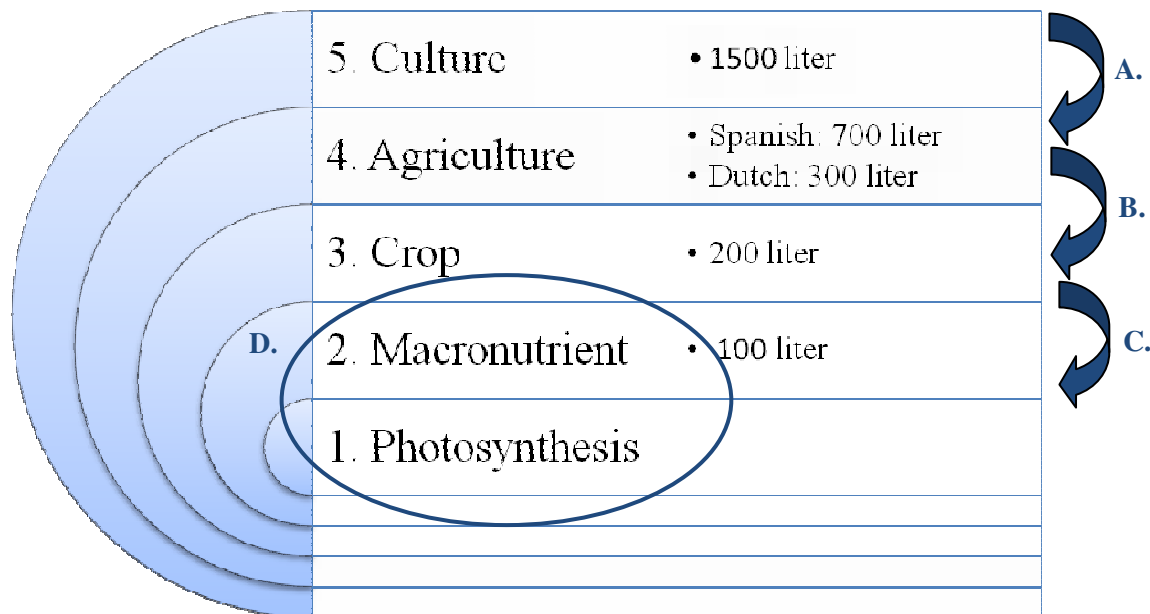 5. Culture • 1500 liter
A.
4. Agriculture • Spanish: 700 liter
• Dutch: 300 liter
B.
3. Crop • 200 liter
D. 2. Macronutrient • 100 liter
C.
1. Photosynthesis